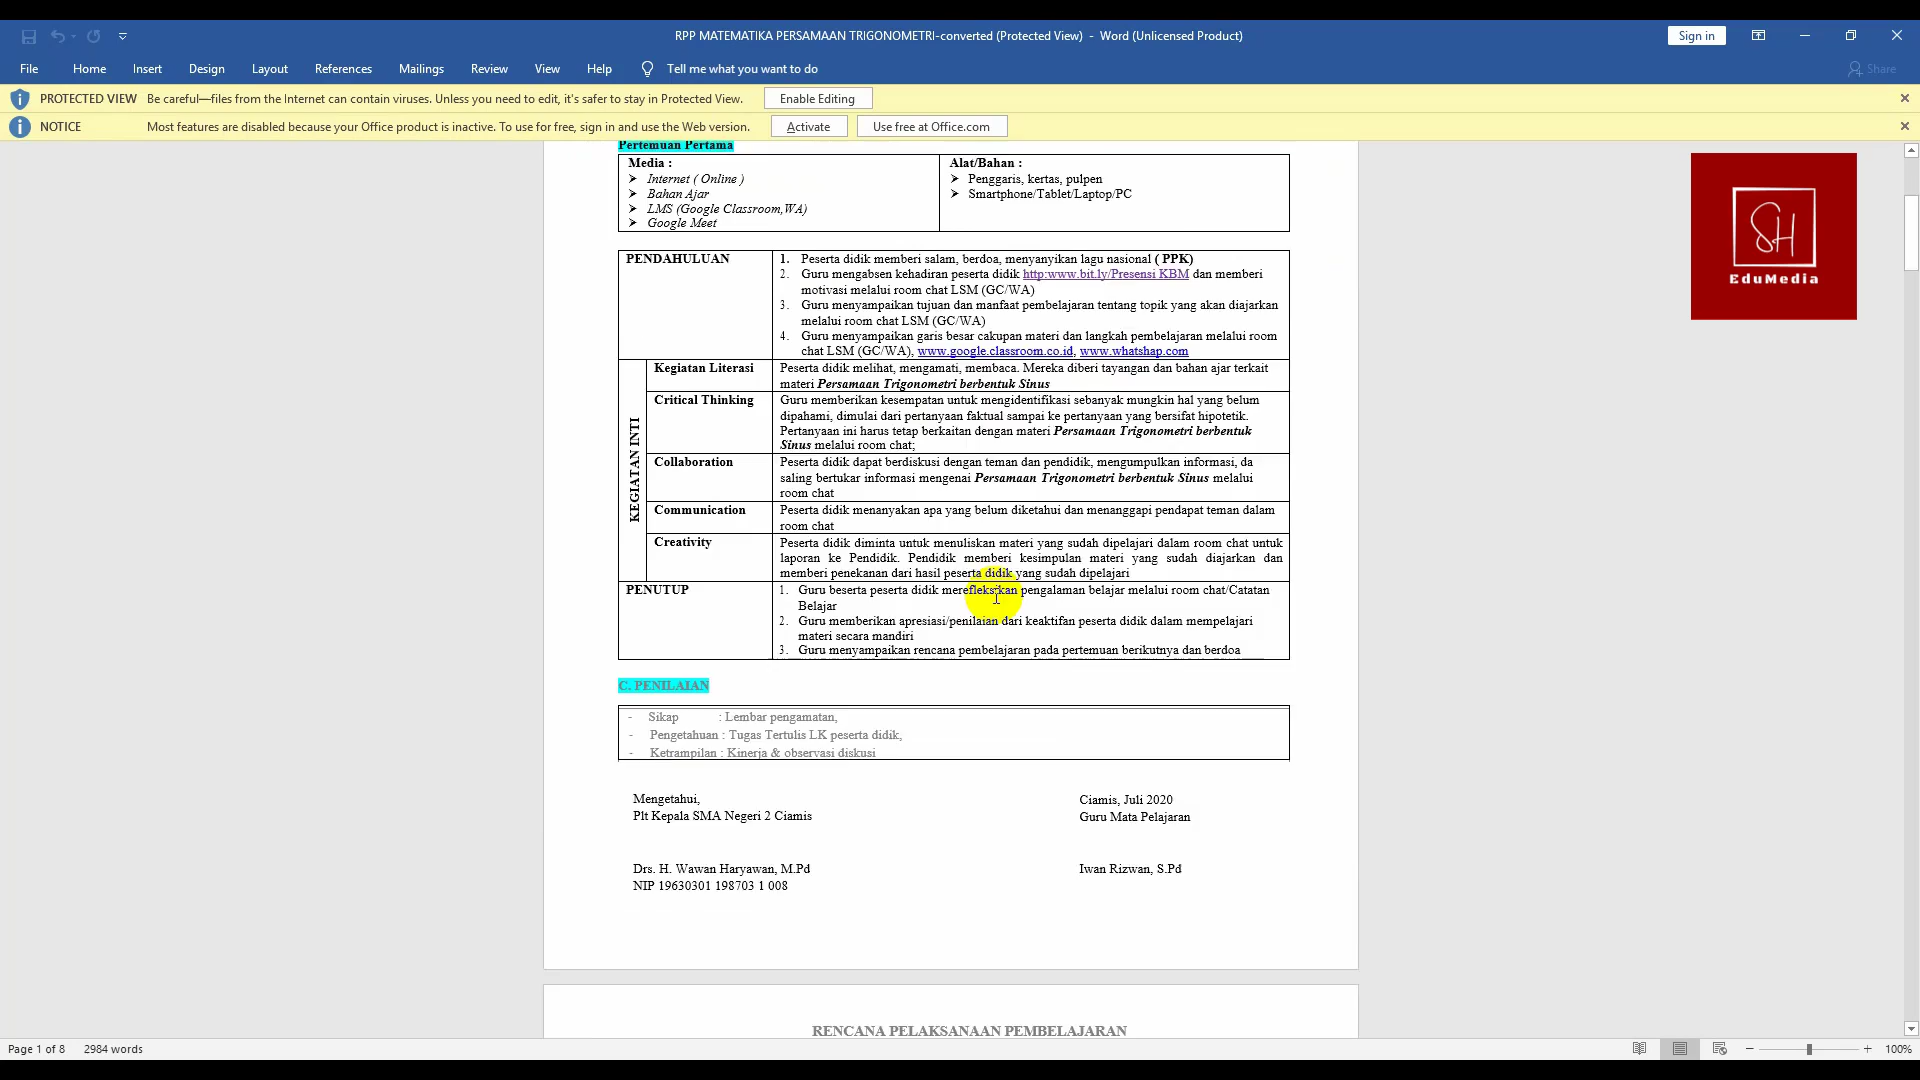 RPP MATEMATIKA PERSAMAAN TRIGONOMETRI-converted (Protected View) - Word (Unlicensed Product)
Sign in
File Home Insert Design Layout References Mailings Review View Help Tell me what you want to do
Share
PROTECTED VIEW Be careful—files from the Internet can contain viruses. Unless you need to edit, it's safer to stay in Protected View. Enable Editing
NOTICE Most features are disabled because your Office product is inactive. To use for free, sign in and use the Web version. Activate Use free at Office.com
Pertemuan Pertama
Media :
➢ Internet ( Online )
➢ Bahan Ajar
➢ LMS (Google Classroom,WA)
➢ Google Meet
Alat/Bahan :
➢ Penggaris, kertas, pulpen
➢ Smartphone/Tablet/Laptop/PC
SH
EduMedia
PENDAHULUAN
1. Peserta didik memberi salam, berdoa, menyanyikan lagu nasional ( PPK)
2. Guru mengabsen kehadiran peserta didik http:www.bit.ly/Presensi KBM dan memberi
motivasi melalui room chat LSM (GC/WA)
3. Guru menyampaikan tujuan dan manfaat pembelajaran tentang topik yang akan diajarkan
melalui room chat LSM (GC/WA)
4. Guru menyampaikan garis besar cakupan materi dan langkah pembelajaran melalui room
chat LSM (GC/WA), www.google.classroom.co.id, www.whatshap.com
KEGIATAN INTI
Kegiatan Literasi
Peserta didik melihat, mengamati, membaca. Mereka diberi tayangan dan bahan ajar terkait
materi Persamaan Trigonometri berbentuk Sinus
Critical Thinking
Guru memberikan kesempatan untuk mengidentifikasi sebanyak mungkin hal yang belum
dipahami, dimulai dari pertanyaan faktual sampai ke pertanyaan yang bersifat hipotetik.
Pertanyaan ini harus tetap berkaitan dengan materi Persamaan Trigonometri berbentuk
Sinus melalui room chat;
Collaboration
Peserta didik dapat berdiskusi dengan teman dan pendidik, mengumpulkan informasi, da
saling bertukar informasi mengenai Persamaan Trigonometri berbentuk Sinus melalui
room chat
Communication
Peserta didik menanyakan apa yang belum diketahui dan menanggapi pendapat teman dalam
room chat
Creativity
Peserta didik diminta untuk menuliskan materi yang sudah dipelajari dalam room chat untuk
laporan ke Pendidik. Pendidik memberi kesimpulan materi yang sudah diajarkan dan
memberi penekanan dari hasil peserta didik yang sudah dipelajari
PENUTUP
1. Guru beserta peserta didik merefleksikan pengalaman belajar melalui room chat/Catatan
Belajar
2. Guru memberikan apresiasi/penilaian dari keaktifan peserta didik dalam mempelajari
materi secara mandiri
3. Guru menyampaikan rencana pembelajaran pada pertemuan berikutnya dan berdoa
C. PENILAIAN
- Sikap : Lembar pengamatan,
- Pengetahuan : Tugas Tertulis LK peserta didik,
- Ketrampilan : Kinerja & observasi diskusi
Mengetahui,
Plt Kepala SMA Negeri 2 Ciamis
Ciamis, Juli 2020
Guru Mata Pelajaran
Drs. H. Wawan Haryawan, M.Pd
NIP 19630301 198703 1 008
Iwan Rizwan, S.Pd
RENCANA PELAKSANAAN PEMBELAJARAN
Page 1 of 8 2984 words
100%